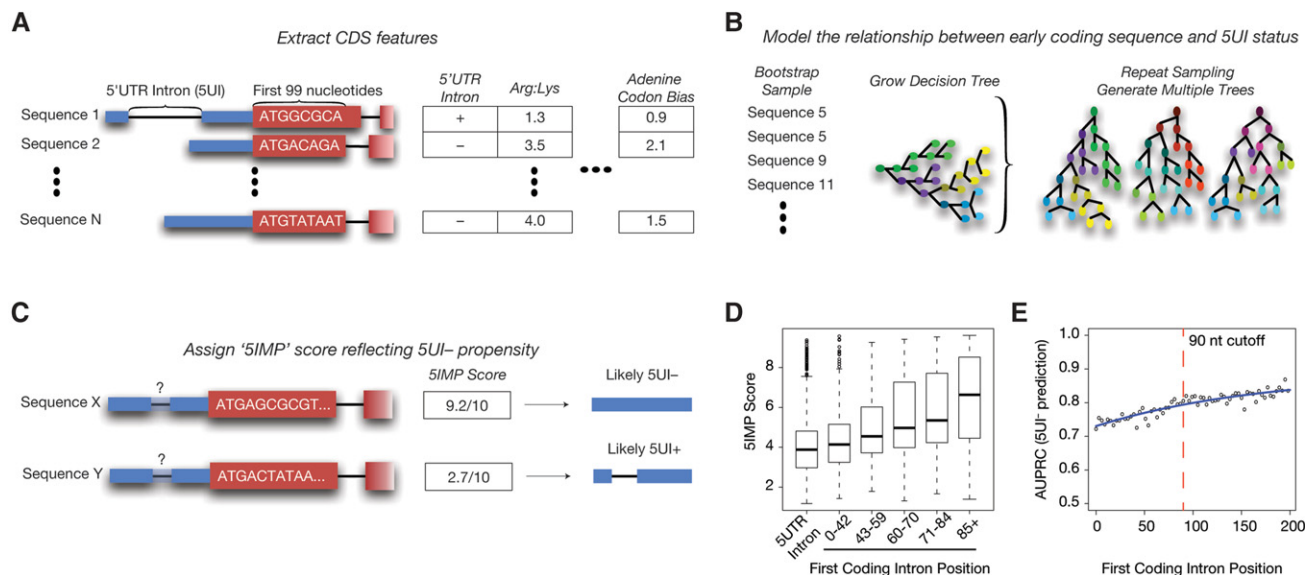 A
Extract CDS features
5'UTR Intron (5UI)
First 99 nucleotides
5'UTR
Intron
Arg:Lys
Adenine
Codon Bias
Sequence 1
ATGGCGCA
+
1.3
0.9
Sequence 2
ATGACAGA
–
3.5
2.1
Sequence N
ATGTATAAT
–
4.0
1.5
B
Model the relationship between early coding sequence and 5UI status
Bootstrap
Sample
Grow Decision Tree
Repeat Sampling
Generate Multiple Trees
Sequence 5
Sequence 5
Sequence 9
Sequence 11
C
Assign '5IMP' score reflecting 5UI– propensity
5IMP Score
Sequence X
?
ATGAGCGCGT...
9.2/10
Likely 5UI–
Sequence Y
?
ATGACTATAA...
2.7/10
Likely 5UI+
D
5IMP Score
8
6
4
2
5UTR
Intron
0-42
43-59
60-70
71-84
85+
First Coding Intron Position
E
AUPRC (5UI– prediction)
1.0
0.9
0.8
0.7
0.6
0.5
90 nt cutoff
0
50
100
150
200
First Coding Intron Position